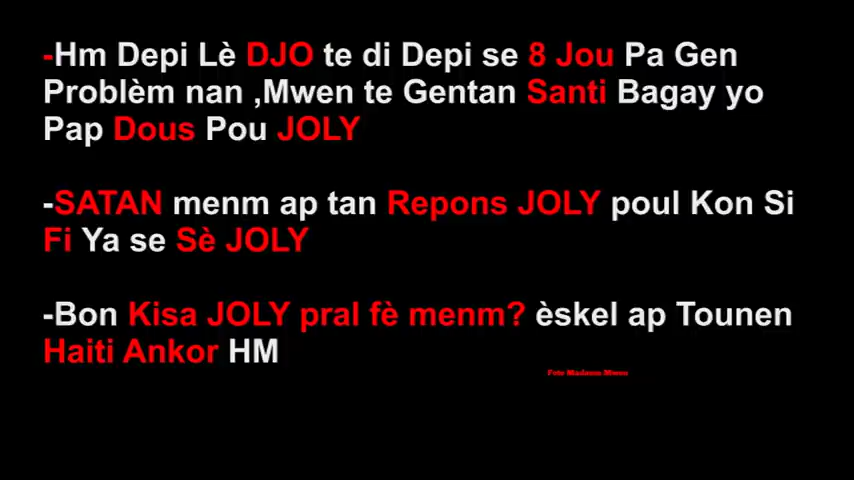 -Hm Depi Lè DJO te di Depi se 8 Jou Pa Gen
Problèm nan ,Mwen te Gentan Santi Bagay yo
Pap Dous Pou JOLY
-SATAN menm ap tan Repons JOLY poul Kon Si
Fi Ya se Sè JOLY
-Bon Kisa JOLY pral fè menm? èskel ap Tounen
Haiti Ankor HM